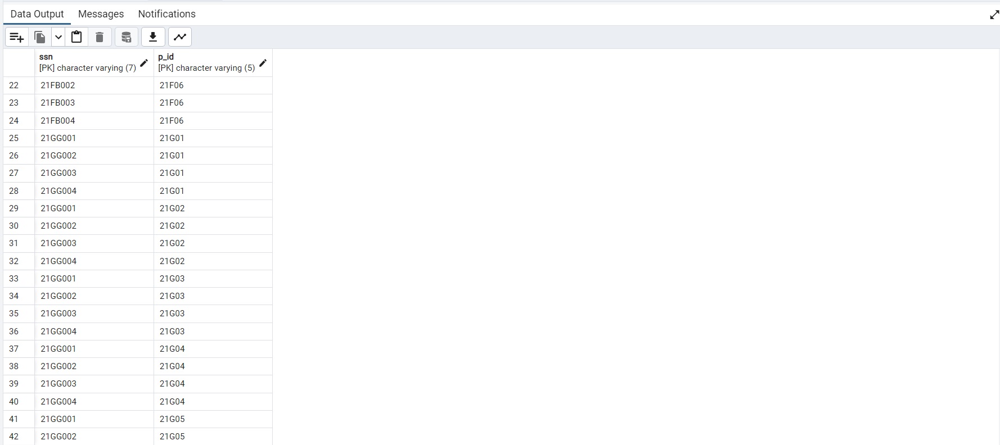 Data Output Messages Notifications
ssn p_id
[PK] character varying (7) [PK] character varying (5)
22 21FB002 21F06
23 21FB003 21F06
24 21FB004 21F06
25 21GG001 21G01
26 21GG002 21G01
27 21GG003 21G01
28 21GG004 21G01
29 21GG001 21G02
30 21GG002 21G02
31 21GG003 21G02
32 21GG004 21G02
33 21GG001 21G03
34 21GG002 21G03
35 21GG003 21G03
36 21GG004 21G03
37 21GG001 21G04
38 21GG002 21G04
39 21GG003 21G04
40 21GG004 21G04
41 21GG001 21G05
42 21GG002 21G05